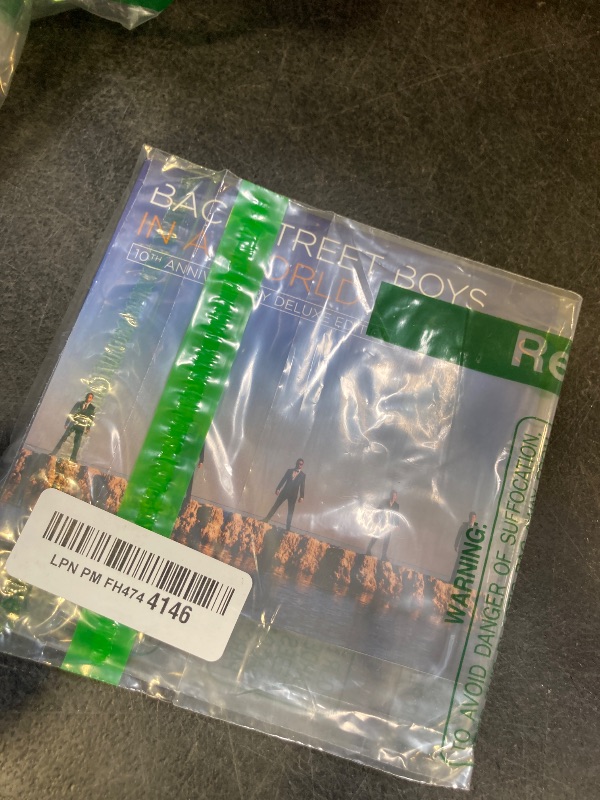 BAC STREET BOYS
IN A ORLD
10TH ANNIV Y DELUXE EDIT
Re
WARNING:
TO AVOID DANGER OF SUFFOCATION,
LPN PM FH474 4146